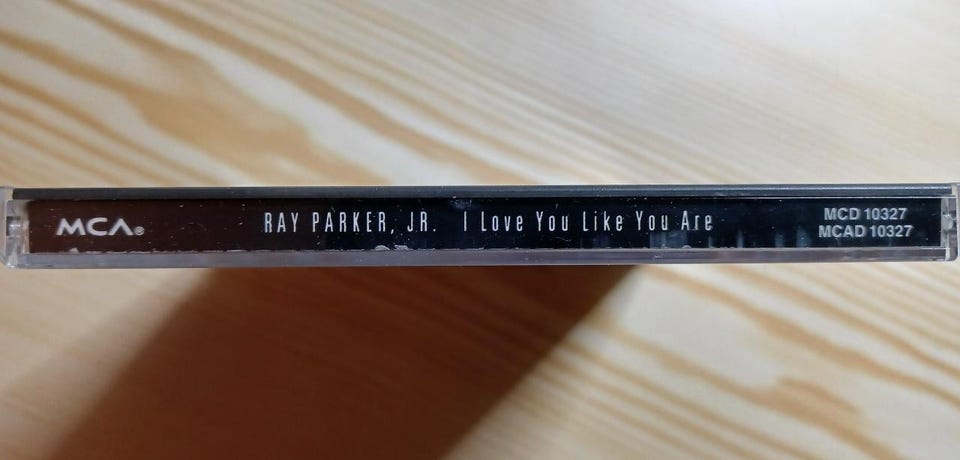 MCA® RAY PARKER, JR. I Love You Like You Are MCD 10327
MCAD 10327